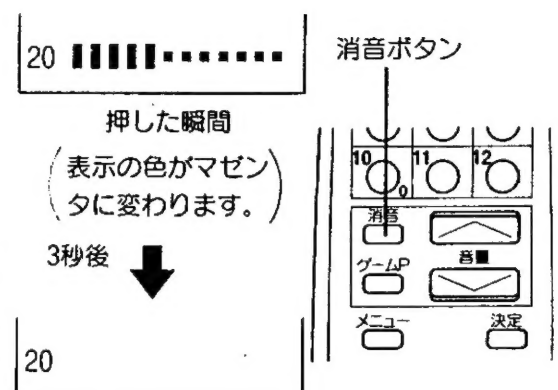 20
押した瞬間
表示の色がマゼン
タに変わります。
3秒後
20
消音ボタン
10 11 12
0
消音
音量
ゲームP
メニュー 決定